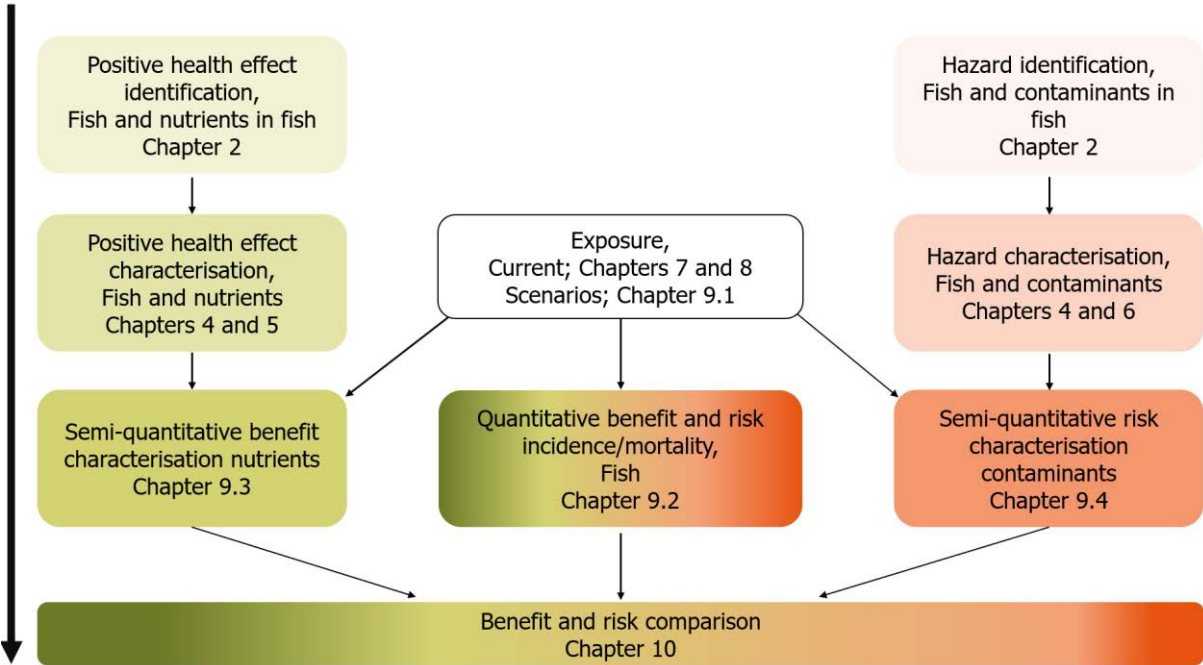 Positive health effect
identification,
Fish and nutrients in fish
Chapter 2
Hazard identification,
Fish and contaminants in
fish
Chapter 2
Positive health effect
characterisation,
Fish and nutrients
Chapters 4 and 5
Exposure,
Current; Chapters 7 and 8
Scenarios; Chapter 9.1
Hazard characterisation,
Fish and contaminants
Chapters 4 and 6
Semi-quantitative benefit
characterisation nutrients
Chapter 9.3
Quantitative benefit and risk
incidence/mortality,
Fish
Chapter 9.2
Semi-quantitative risk
characterisation
contaminants
Chapter 9.4
Benefit and risk comparison
Chapter 10